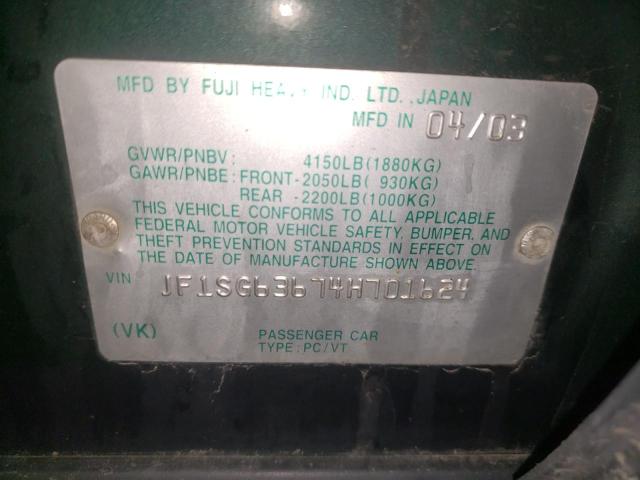 MFD BY FUJI HEAVY IND. LTD. JAPAN
MFD IN 04/03
GVWR/PNBV: 4150LB(1880KG)
GAWR/PNBE: FRONT-2050LB( 930KG)
REAR -2200LB(1000KG)
THIS VEHICLE CONFORMS TO ALL APPLICABLE
FEDERAL MOTOR VEHICLE SAFETY, BUMPER, AND
THEFT PREVENTION STANDARDS IN EFFECT ON
THE DATE OF MANUFACTURE SHOWN ABOVE.
VIN JF1SG63674H701624
(VK) PASSENGER CAR
TYPE: PC/VT